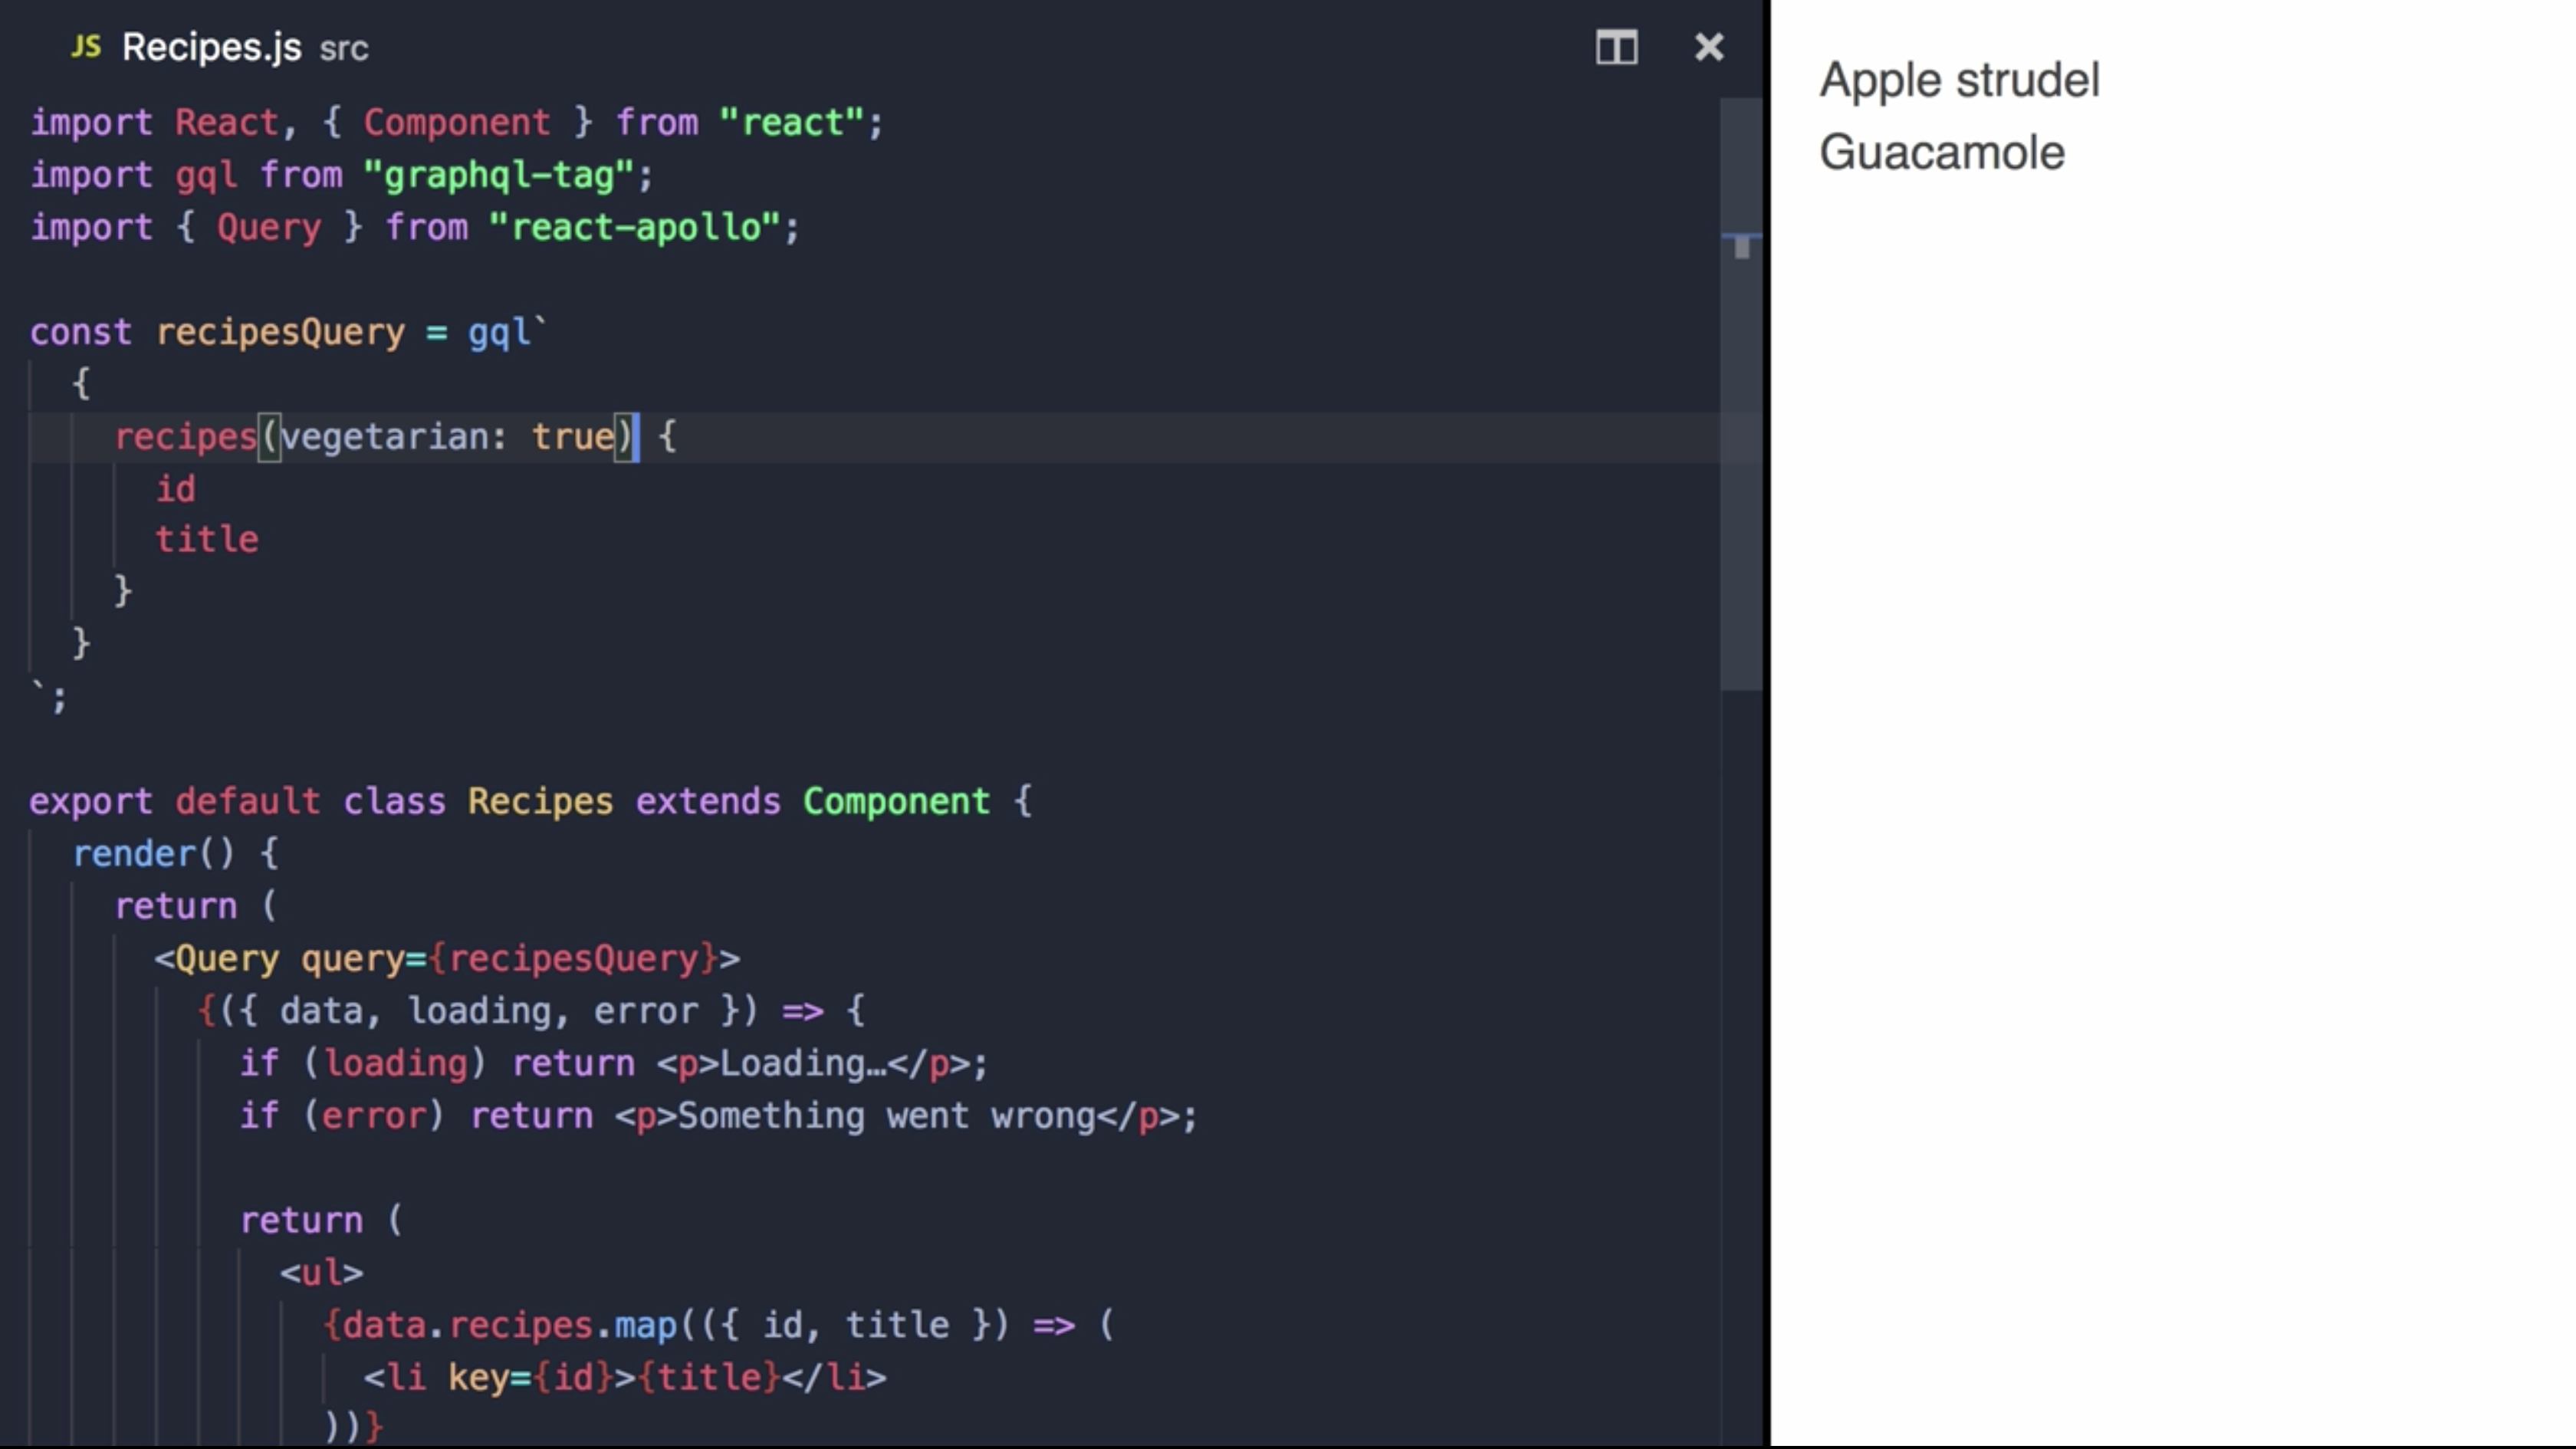 JS Recipes.js src
import React, { Component } from "react";
import gql from "graphql-tag";
import { Query } from "react-apollo";
const recipesQuery = gql`
{
recipes(vegetarian: true) {
id
title
}
}
`;
export default class Recipes extends Component {
render() {
return (
<Query query={recipesQuery}>
{({ data, loading, error }) => {
if (loading) return <p>Loading…</p>;
if (error) return <p>Something went wrong</p>;
return (
<ul>
{data.recipes.map(({ id, title }) => (
<li key={id}>{title}</li>
))}
Apple strudel
Guacamole